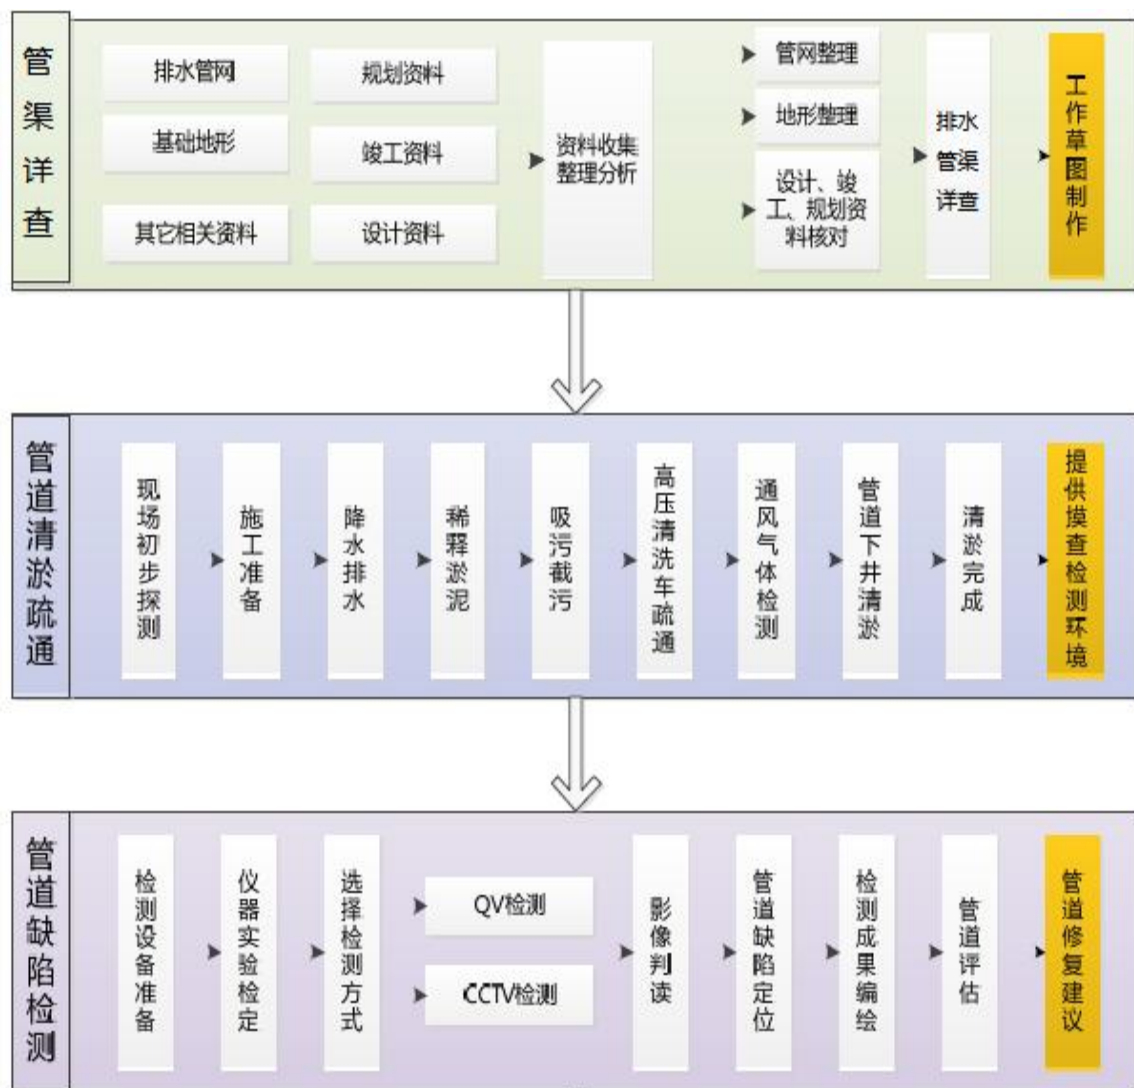 管渠详查
排水管网
基础地形
其它相关资料
规划资料
竣工资料
设计资料
资料收集
整理分析
管网整理
地形整理
设计、竣
工、规划资
料核对
排水
管渠
详查
工作草图制作
管道清淤疏通
现场初步探测
施工准备
降水排水
稀释淤泥
吸污截污
高压清洗车疏通
通风气体检测
管道下井清淤
清淤完成
提供摸查检测环境
管道缺陷检测
检测设备准备
仪器实验检定
选择检测方式
QV检测
CCTV检测
影像判读
管道缺陷定位
检测成果编绘
管道评估
管道修复建议